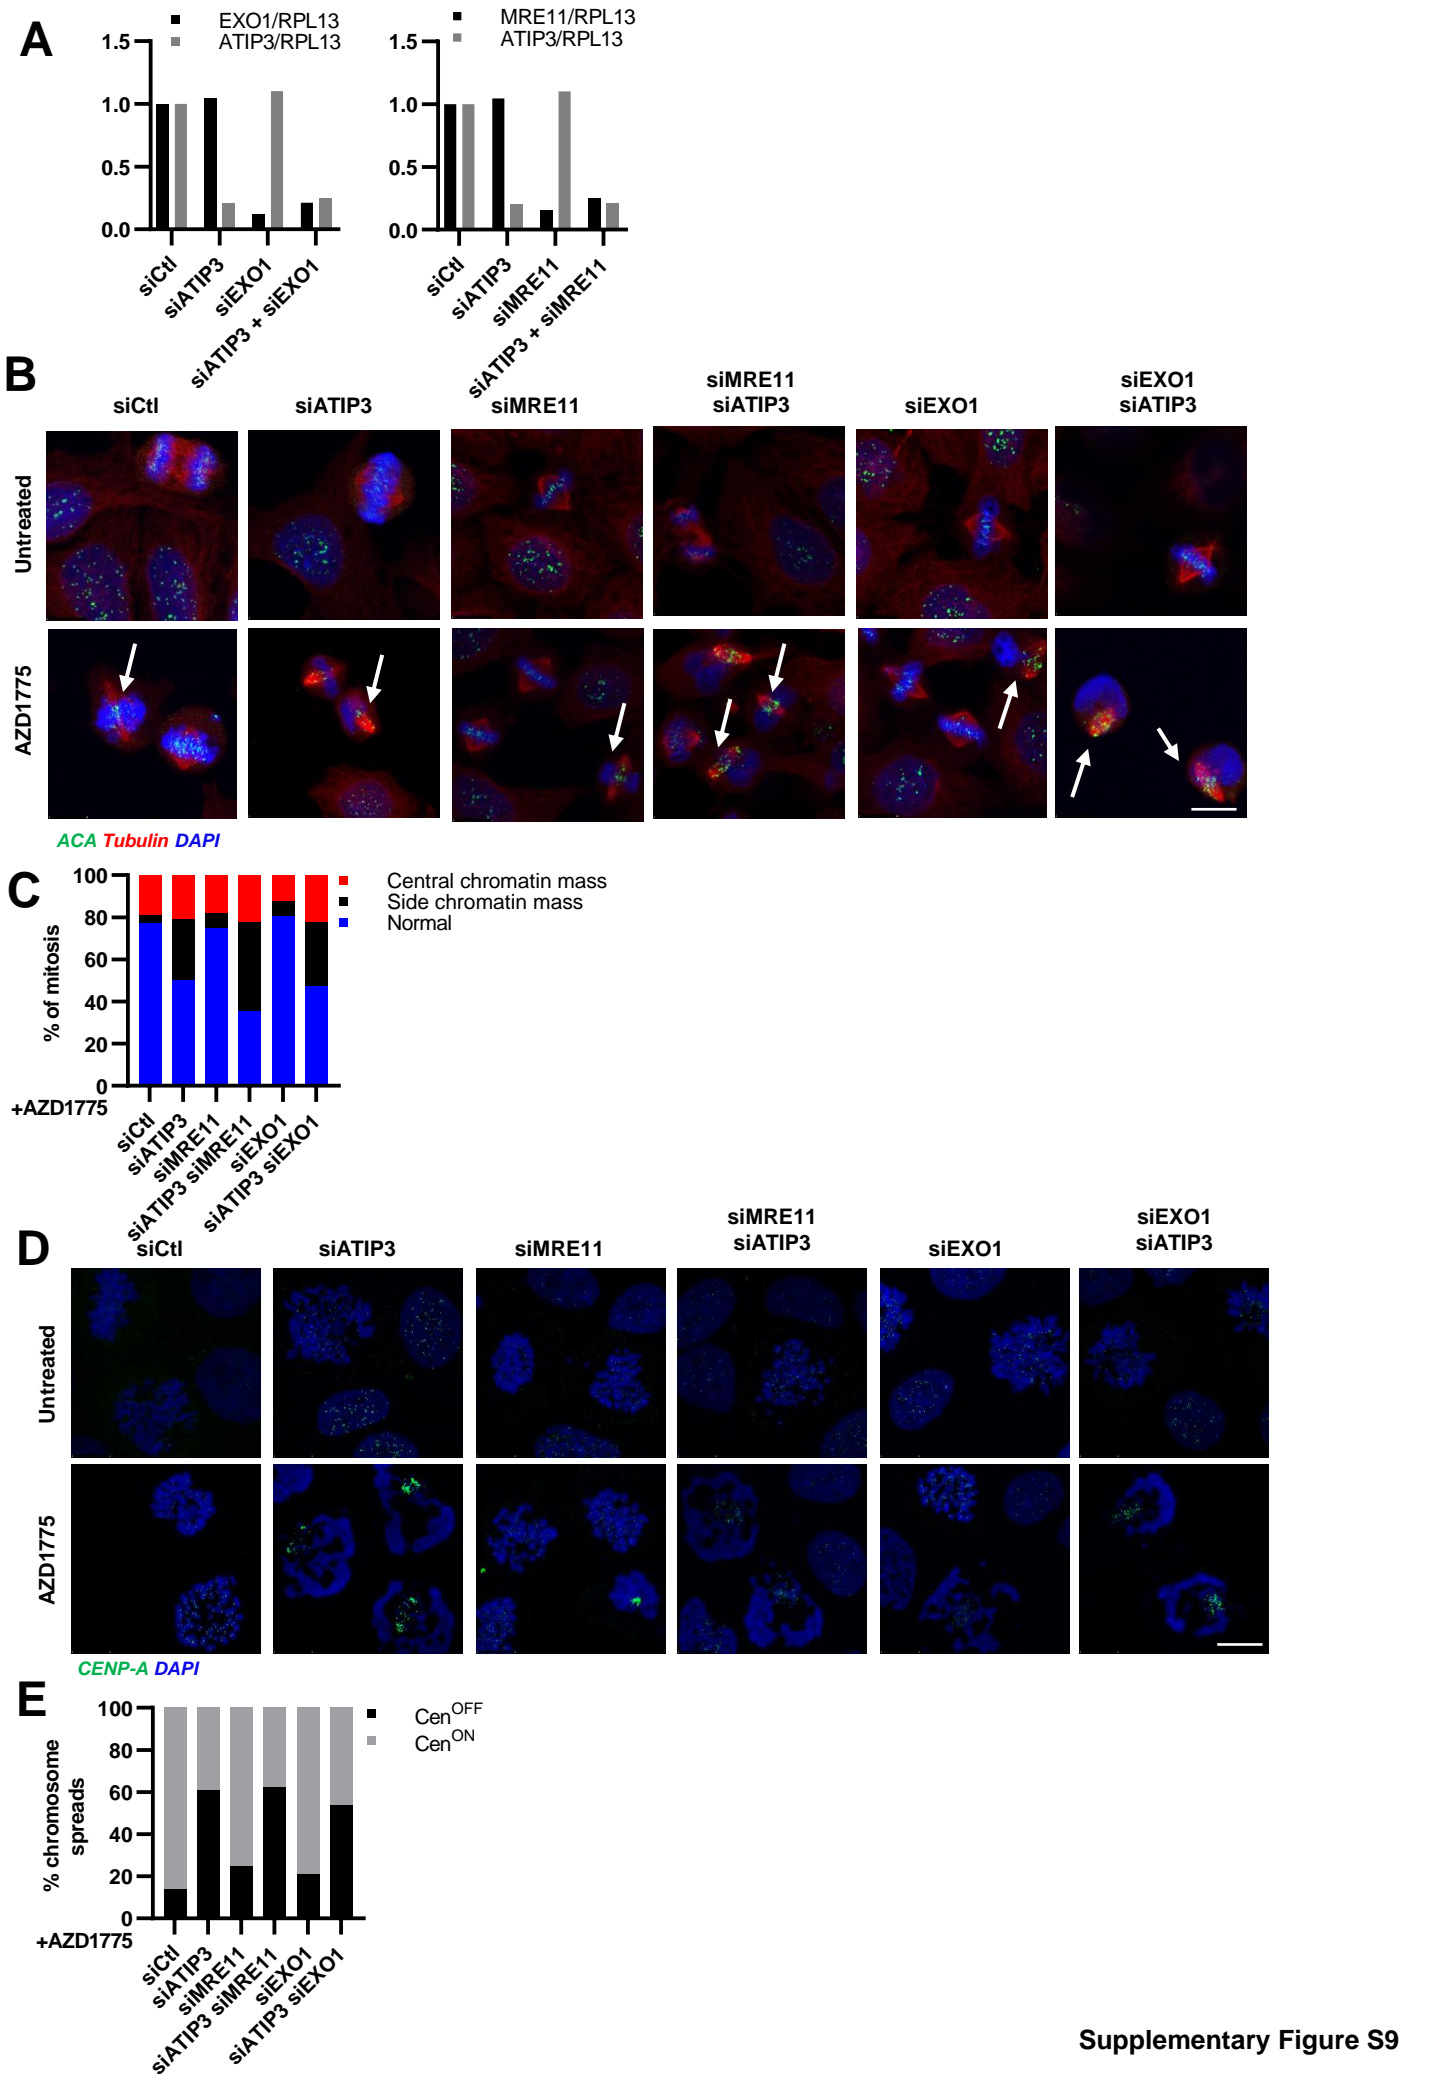 A
EXO1/RPL13
ATIP3/RPL13
1.5
1.0
0.5
0.0
siCtl
siATIP3
siEXO1
siATIP3 + siEXO1
MRE11/RPL13
ATIP3/RPL13
1.5
1.0
0.5
0.0
siCtl
siATIP3
siMRE11
siATIP3 + siMRE11
B
siCtl
siATIP3
siMRE11
siMRE11
siATIP3
siEXO1
siEXO1
siATIP3
Untreated
AZD1775
ACA Tubulin DAPI
C
100
80
60
40
20
0
% of mitosis
Central chromatin mass
Side chromatin mass
Normal
+AZD1775
siCtl
siATIP3
siMRE11
siATIP3 siMRE11
siEXO1
siATIP3 siEXO1
D
siCtl
siATIP3
siMRE11
siMRE11
siATIP3
siEXO1
siEXO1
siATIP3
Untreated
AZD1775
CENP-A DAPI
E
100
80
60
40
20
0
% chromosome
spreads
CenOFF
CenON
+AZD1775
siCtl
siATIP3
siMRE11
siATIP3 siMRE11
siEXO1
siATIP3 siEXO1
Supplementary Figure S9